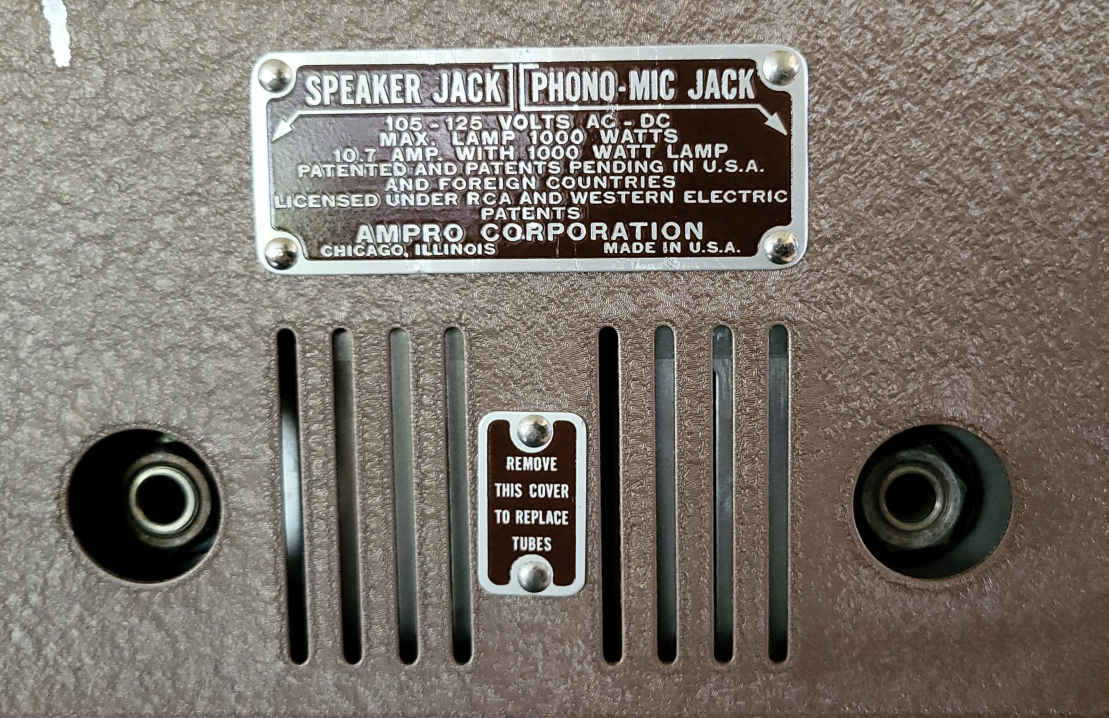 SPEAKER JACK PHONO-MIC JACK
105 - 125 VOLTS AC - DC
MAX. LAMP 1000 WATTS
10.7 AMP. WITH 1000 WATT LAMP
PATENTED AND PATENTS PENDING IN U.S.A.
AND FOREIGN COUNTRIES
LICENSED UNDER RCA AND WESTERN ELECTRIC
PATENTS
AMPRO CORPORATION
CHICAGO, ILLINOIS MADE IN U.S.A.
REMOVE
THIS COVER
TO REPLACE
TUBES